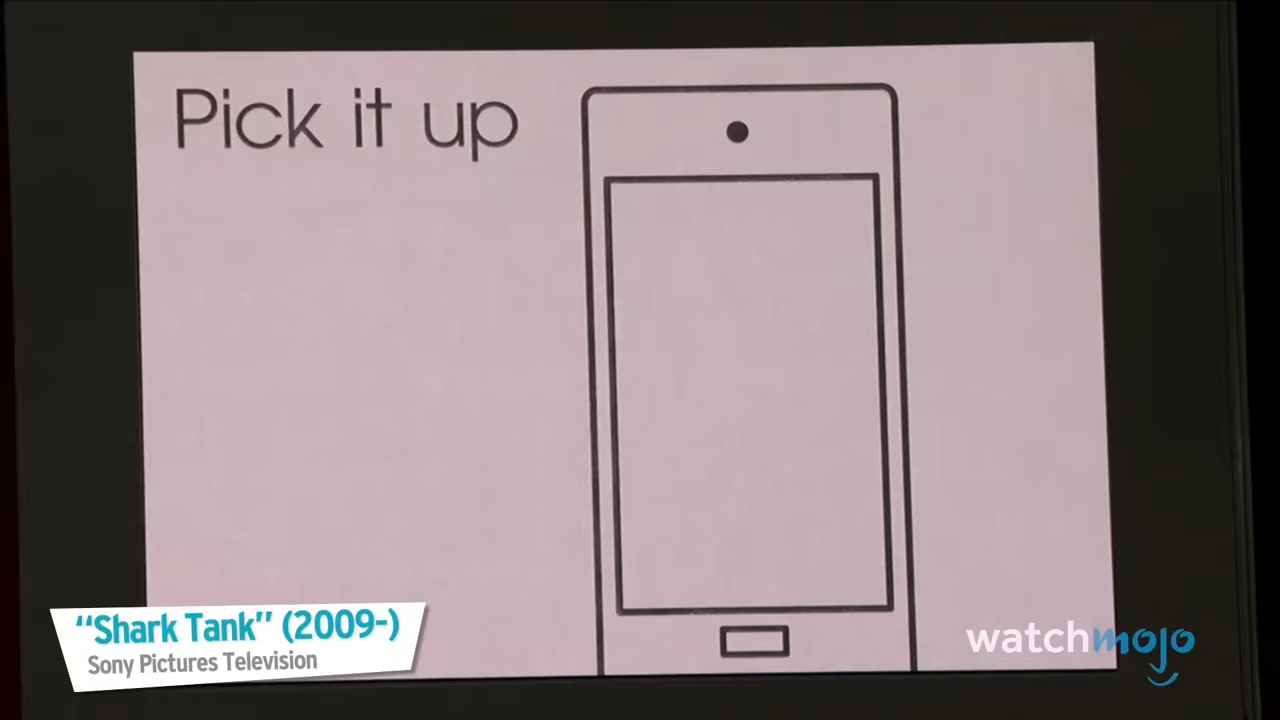 Pick it up
“Shark Tank” (2009-)
Sony Pictures Television
watchmojo